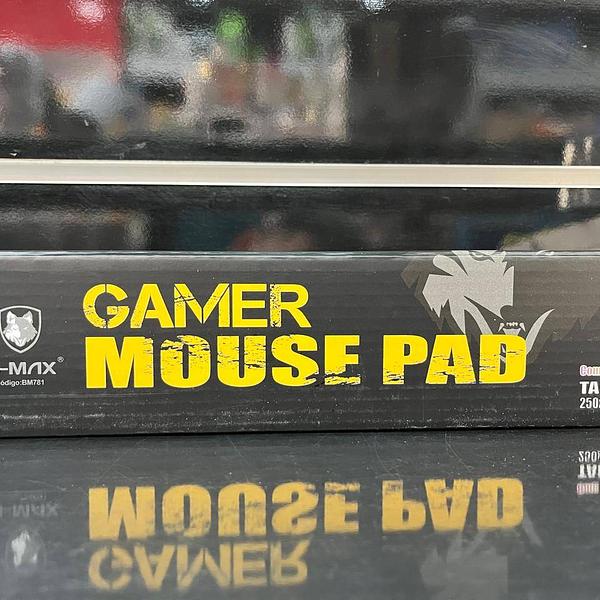 GAMER
MOUSE PAD
-MAX®
ódigo:BM781
TA
250